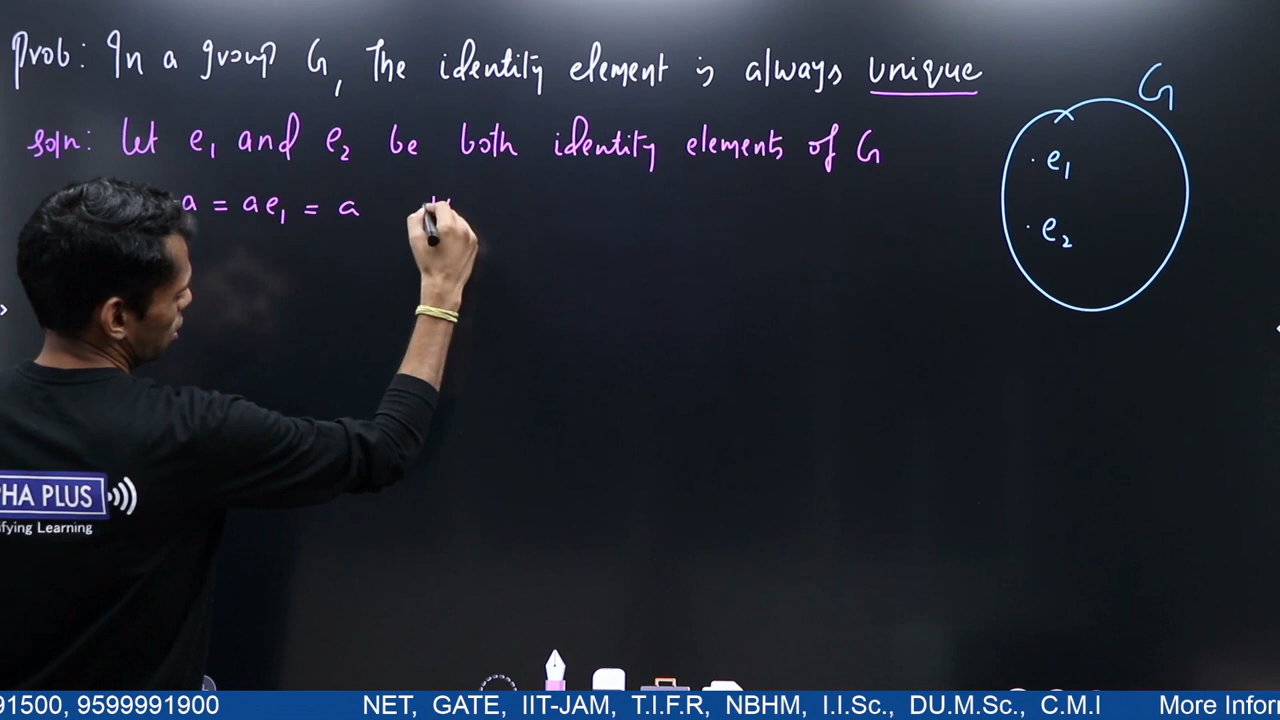 Prob: In a group G, The identity element is always unique
G
soln: Let e₁ and e₂ be both identity elements of G
. e₁
a = ae₁ = a
. e₂
HA PLUS
ifying Learning
91500, 9599991900 NET, GATE, IIT-JAM, T.I.F.R, NBHM, I.I.Sc., DU.M.Sc., C.M.I More Infor